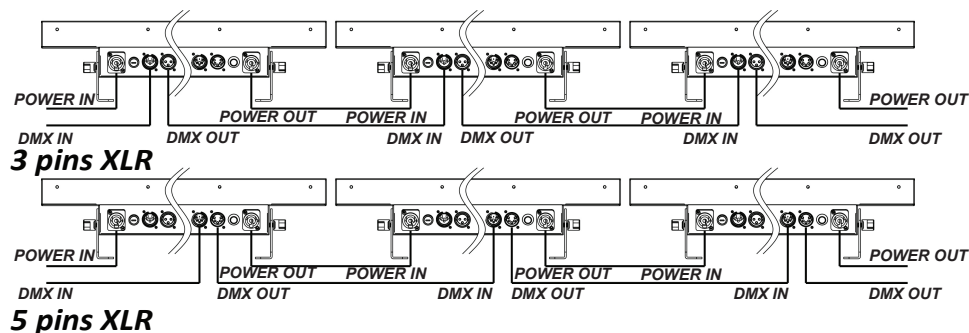 POWER IN POWER OUT POWER IN POWER OUT POWER IN POWER OUT
DMX IN DMX OUT DMX IN DMX OUT DMX IN DMX OUT
3 pins XLR
POWER IN POWER OUT POWER IN POWER OUT POWER IN POWER OUT
DMX IN DMX OUT DMX IN DMX OUT DMX IN DMX OUT
5 pins XLR